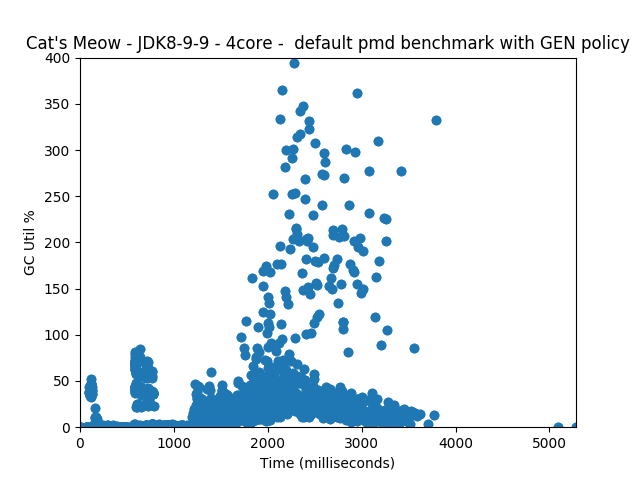 Cat's Meow - JDK8-9-9 - 4core -  default pmd benchmark with GEN policy
400
350
300
250
200
150
100
50
0
GC Util %
0 1000 2000 3000 4000 5000
Time (milliseconds)